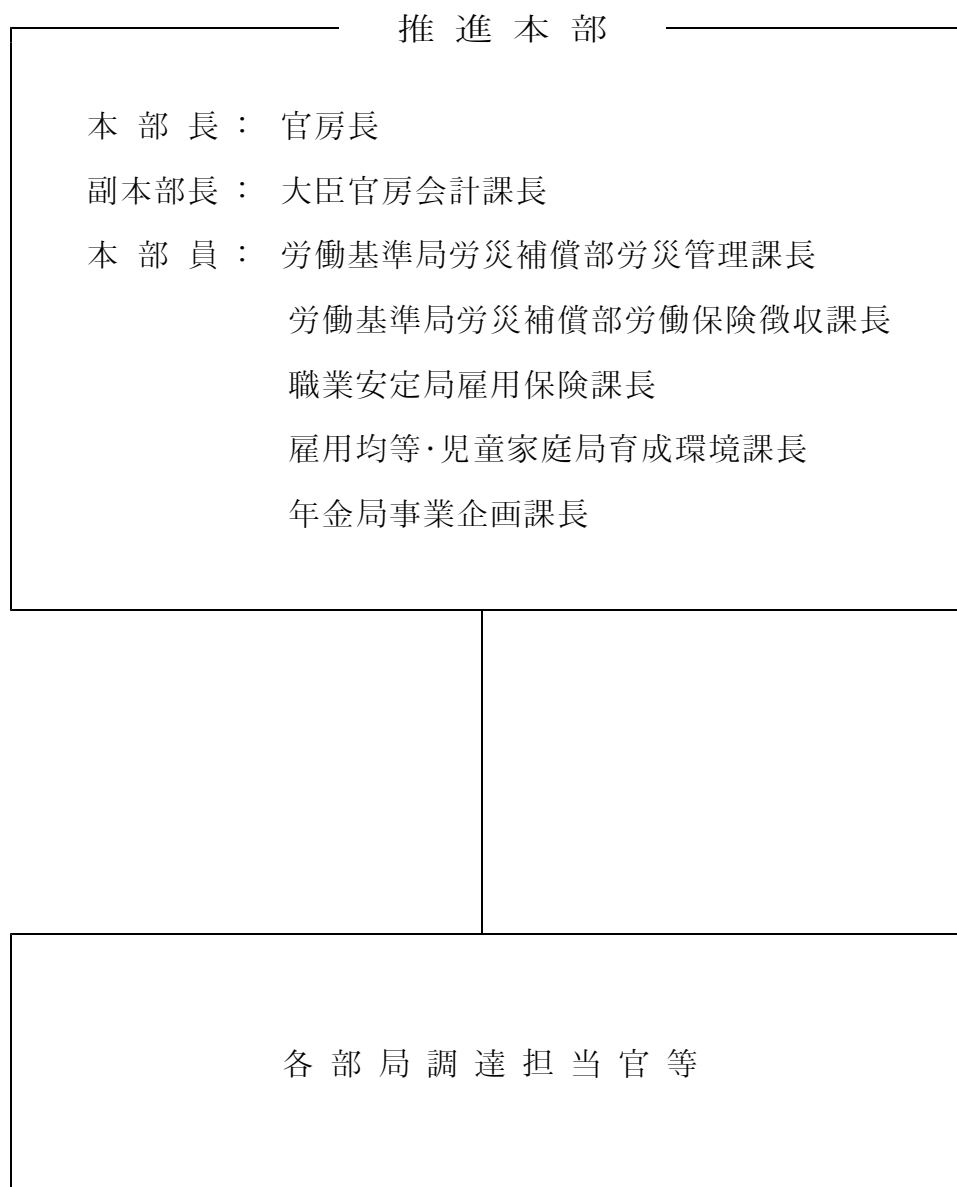 推進本部
本部長： 官房長
副本部長： 大臣官房会計課長
本部員： 労働基準局労災補償部労災管理課長
労働基準局労災補償部労働保険徴収課長
職業安定局雇用保険課長
雇用均等・児童家庭局育成環境課長
年金局事業企画課長
各部局調達担当官等